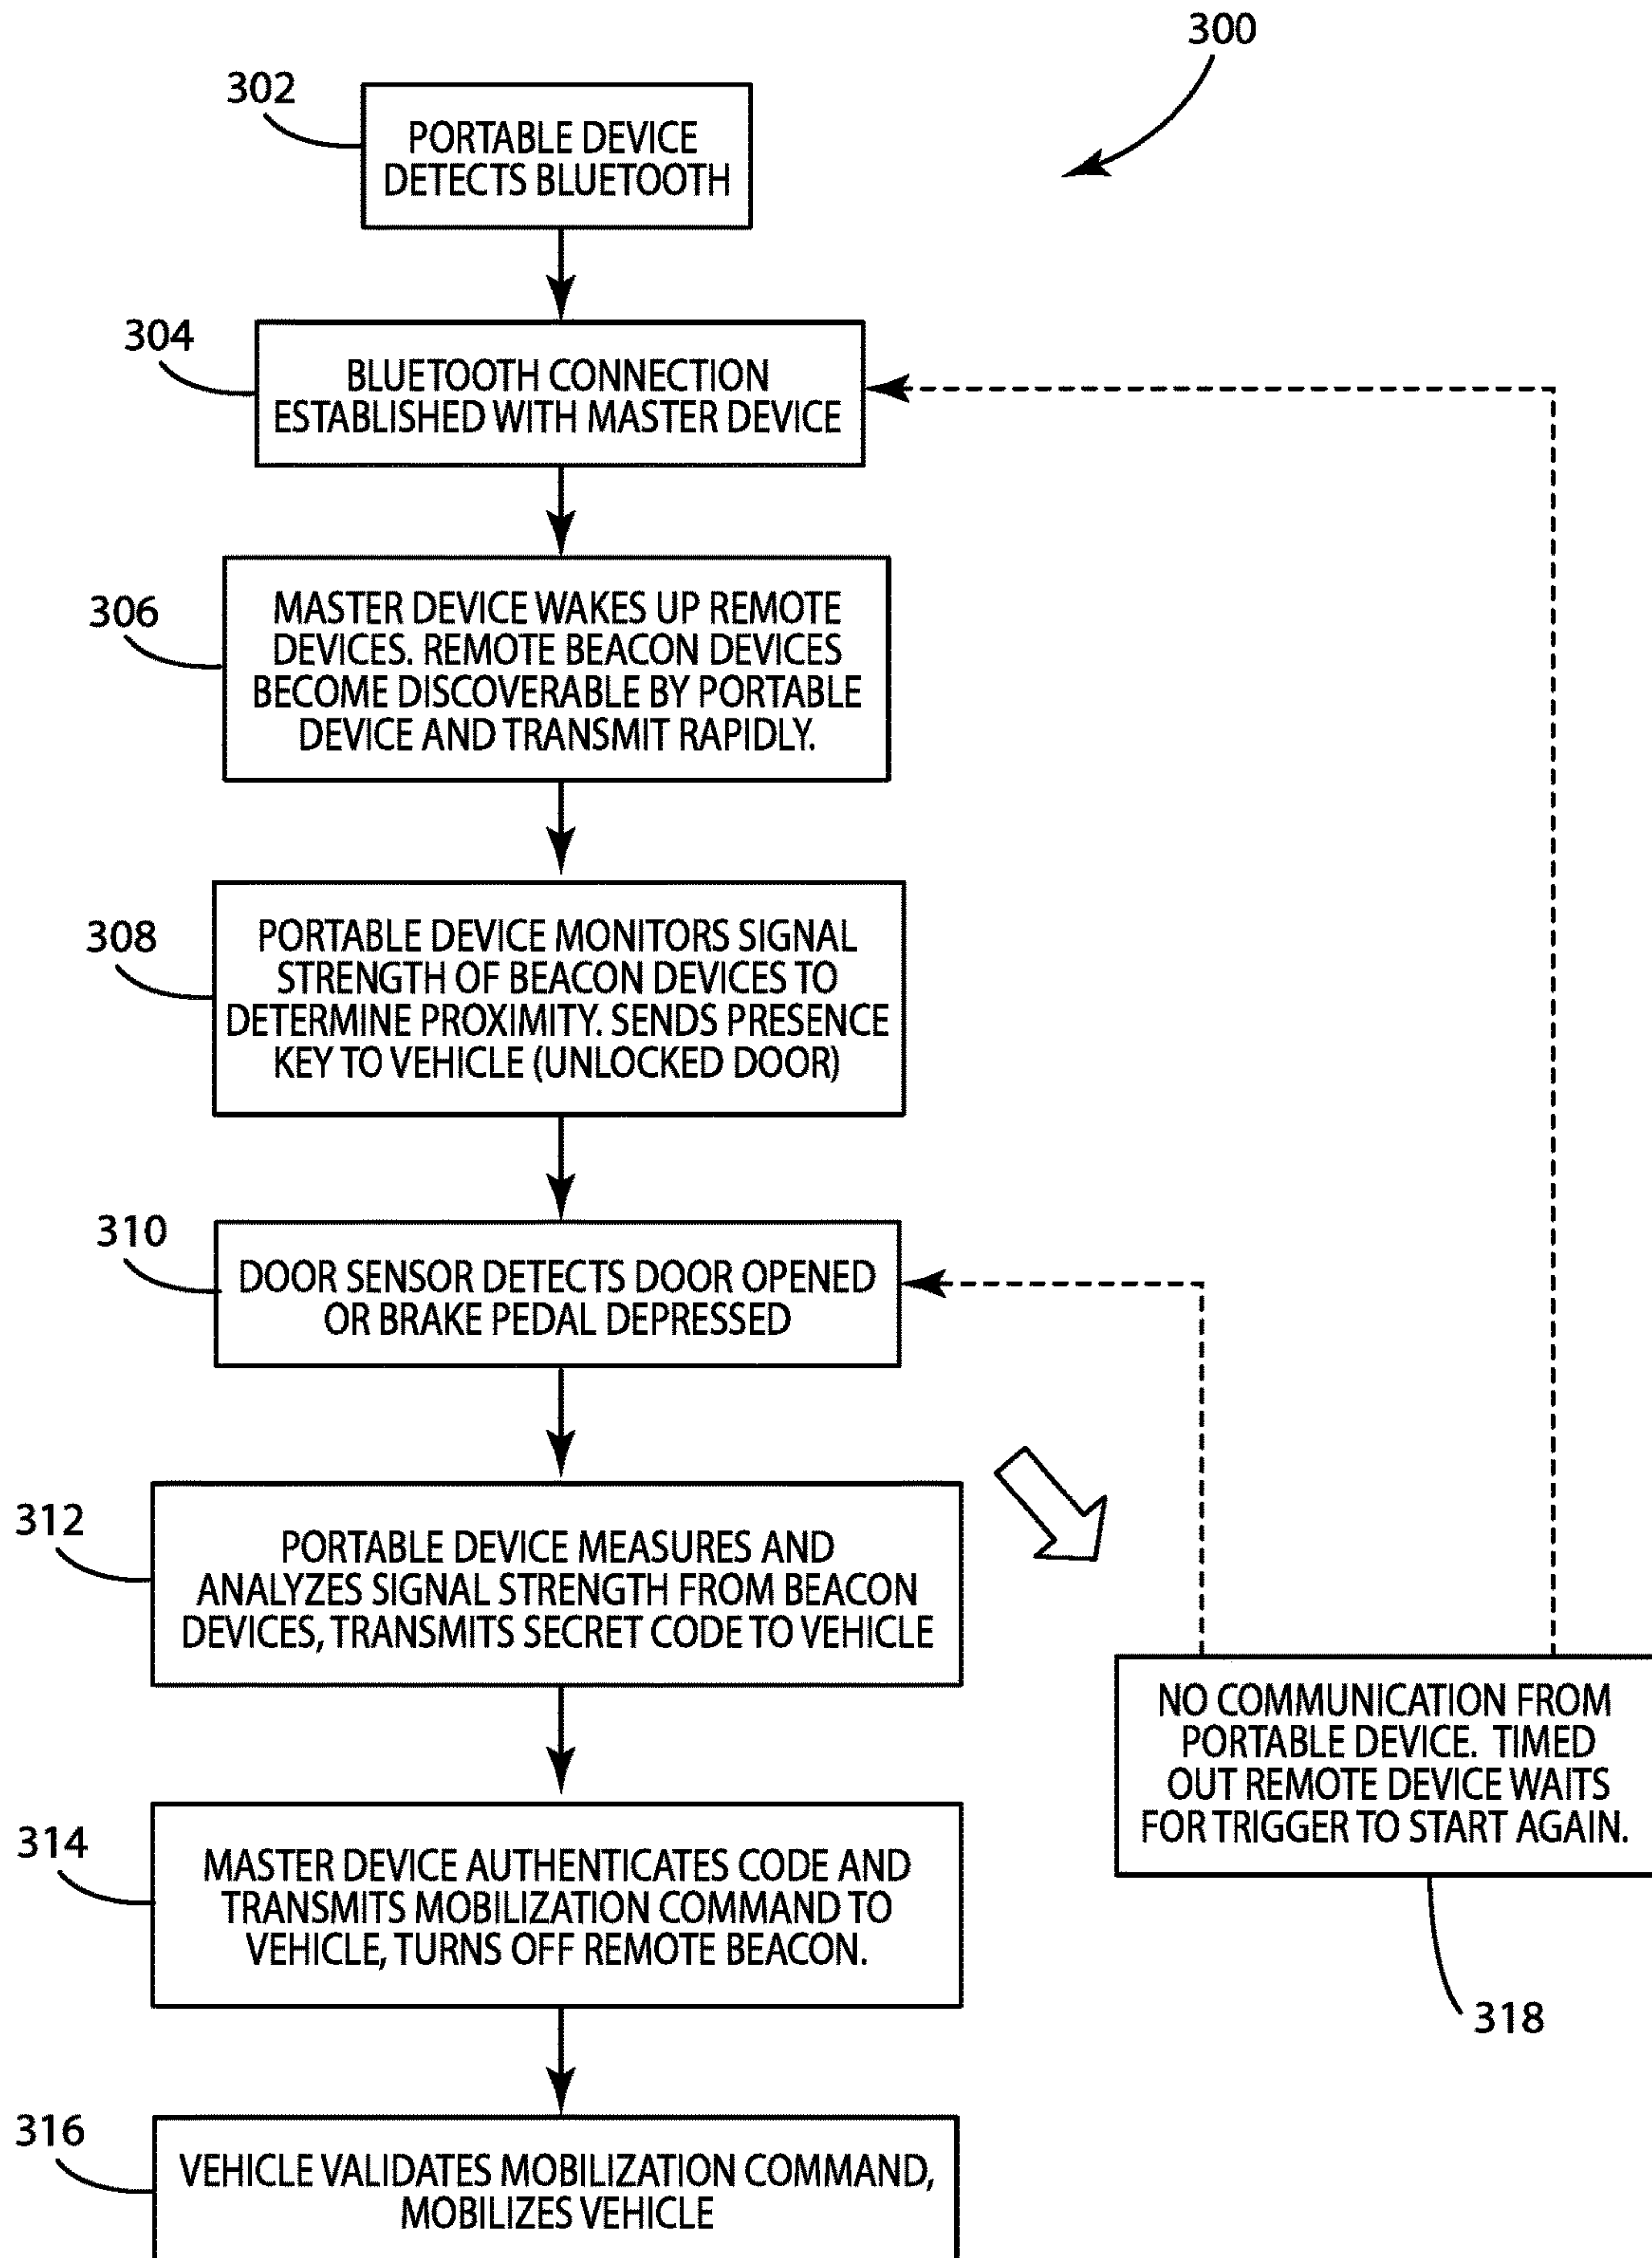 300
302
PORTABLE DEVICE
DETECTS BLUETOOTH
304
BLUETOOTH CONNECTION
ESTABLISHED WITH MASTER DEVICE
306
MASTER DEVICE WAKES UP REMOTE
DEVICES. REMOTE BEACON DEVICES
BECOME DISCOVERABLE BY PORTABLE
DEVICE AND TRANSMIT RAPIDLY.
308
PORTABLE DEVICE MONITORS SIGNAL
STRENGTH OF BEACON DEVICES TO
DETERMINE PROXIMITY. SENDS PRESENCE
KEY TO VEHICLE (UNLOCKED DOOR)
310
DOOR SENSOR DETECTS DOOR OPENED
OR BRAKE PEDAL DEPRESSED
312
PORTABLE DEVICE MEASURES AND
ANALYZES SIGNAL STRENGTH FROM BEACON
DEVICES, TRANSMITS SECRET CODE TO VEHICLE
NO COMMUNICATION FROM
PORTABLE DEVICE. TIMED
OUT REMOTE DEVICE WAITS
FOR TRIGGER TO START AGAIN.
318
314
MASTER DEVICE AUTHENTICATES CODE AND
TRANSMITS MOBILIZATION COMMAND TO
VEHICLE, TURNS OFF REMOTE BEACON.
316
VEHICLE VALIDATES MOBILIZATION COMMAND,
MOBILIZES VEHICLE